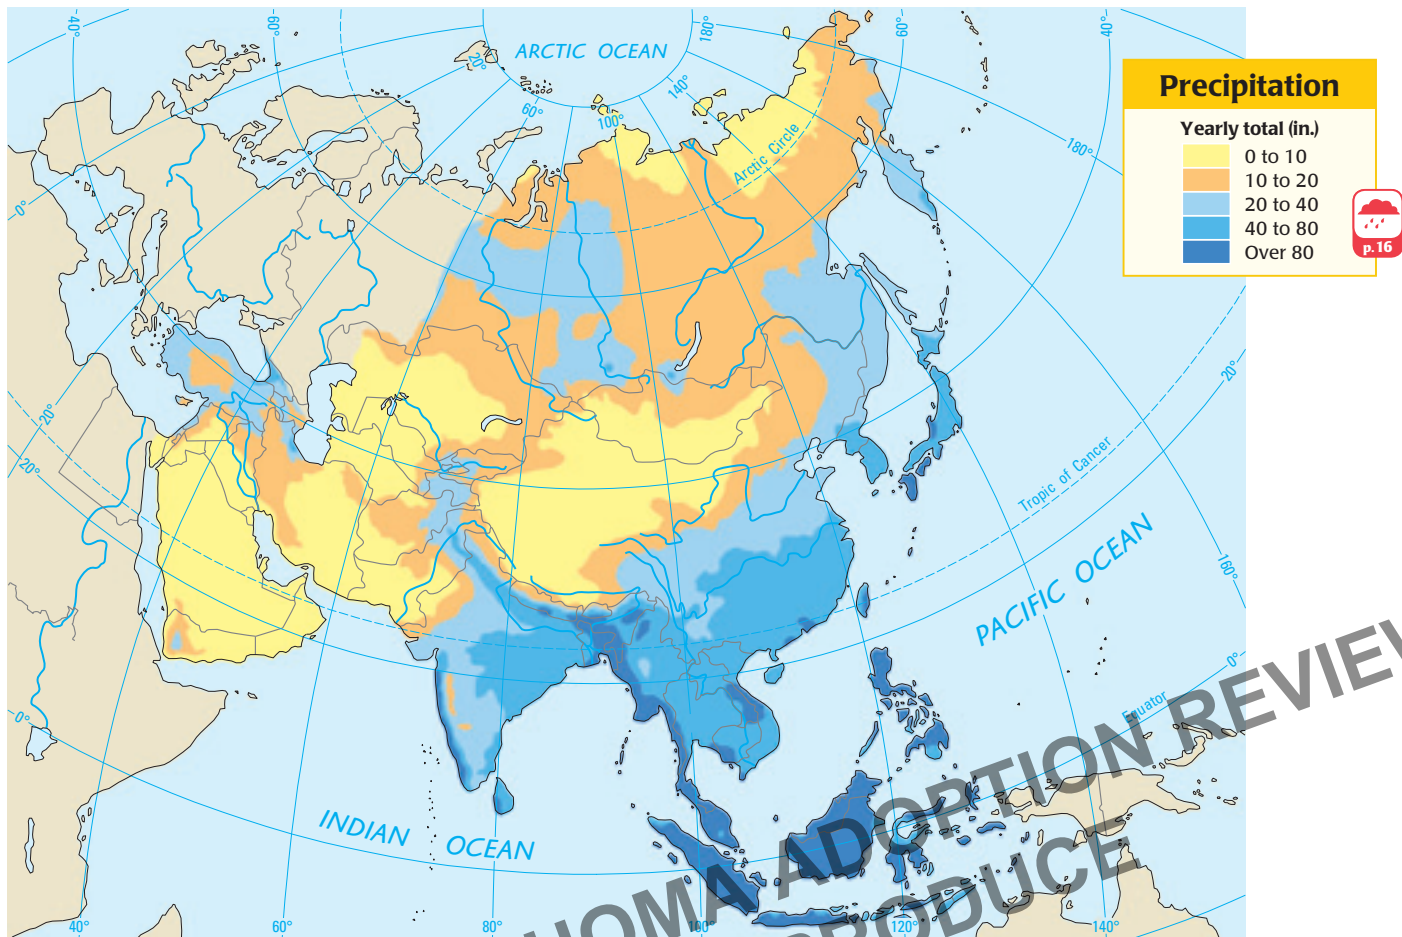 40°
60°
180°
60°
40°
ARCTIC OCEAN
20°
60°
100°
140°
Arctic Circle
180°
0°
20°
20°
0°
20°
Tropic of Cancer
160°
PACIFIC OCEAN
0°
Equator
INDIAN OCEAN
40°
60°
80°
100°
120°
140°
Precipitation
Yearly total (in.)
0 to 10
10 to 20
20 to 40
40 to 80
Over 80
p. 16
HOMA ADOPTION REVIEW
PRODUCE